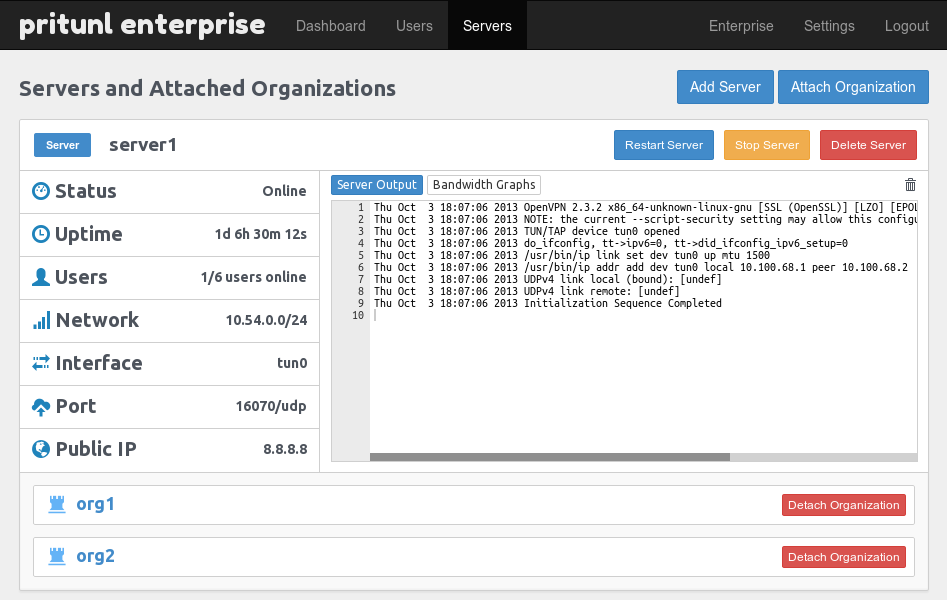 pritunl enterprise Dashboard Users Servers Enterprise Settings Logout
Servers and Attached Organizations Add Server Attach Organization
Server server1 Restart Server Stop Server Delete Server
Status Online
Uptime 1d 6h 30m 12s
Users 1/6 users online
Network 10.54.0.0/24
Interface tun0
Port 16070/udp
Public IP 8.8.8.8
Server Output Bandwidth Graphs
1 Thu Oct  3 18:07:06 2013 OpenVPN 2.3.2 x86_64-unknown-linux-gnu [SSL (OpenSSL)] [LZO] [EPOL
2 Thu Oct  3 18:07:06 2013 NOTE: the current --script-security setting may allow this configu
3 Thu Oct  3 18:07:06 2013 TUN/TAP device tun0 opened
4 Thu Oct  3 18:07:06 2013 do_ifconfig, tt->ipv6=0, tt->did_ifconfig_ipv6_setup=0
5 Thu Oct  3 18:07:06 2013 /usr/bin/ip link set dev tun0 up mtu 1500
6 Thu Oct  3 18:07:06 2013 /usr/bin/ip addr add dev tun0 local 10.100.68.1 peer 10.100.68.2
7 Thu Oct  3 18:07:06 2013 UDPv4 link local (bound): [undef]
8 Thu Oct  3 18:07:06 2013 UDPv4 link remote: [undef]
9 Thu Oct  3 18:07:06 2013 Initialization Sequence Completed
10
org1 Detach Organization
org2 Detach Organization